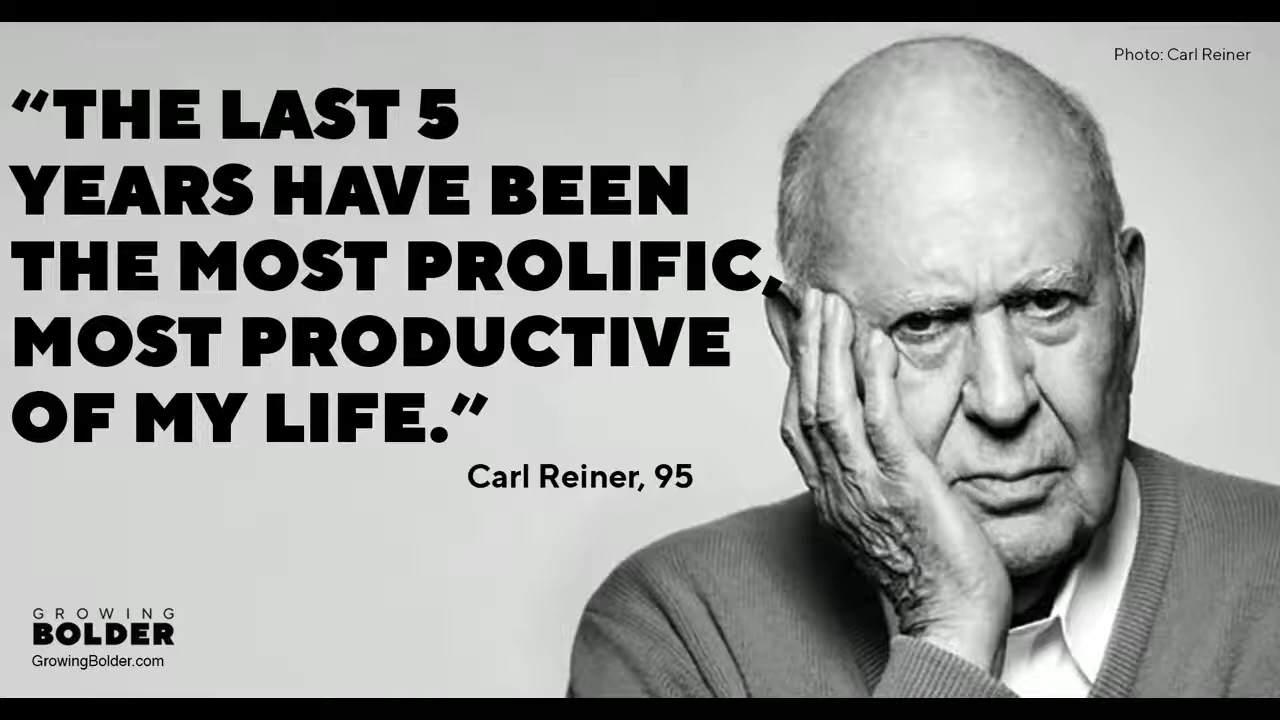 Photo: Carl Reiner
“THE LAST 5
YEARS HAVE BEEN
THE MOST PROLIFIC,
MOST PRODUCTIVE
OF MY LIFE.”
Carl Reiner, 95
GROWING
BOLDER
GrowingBolder.com